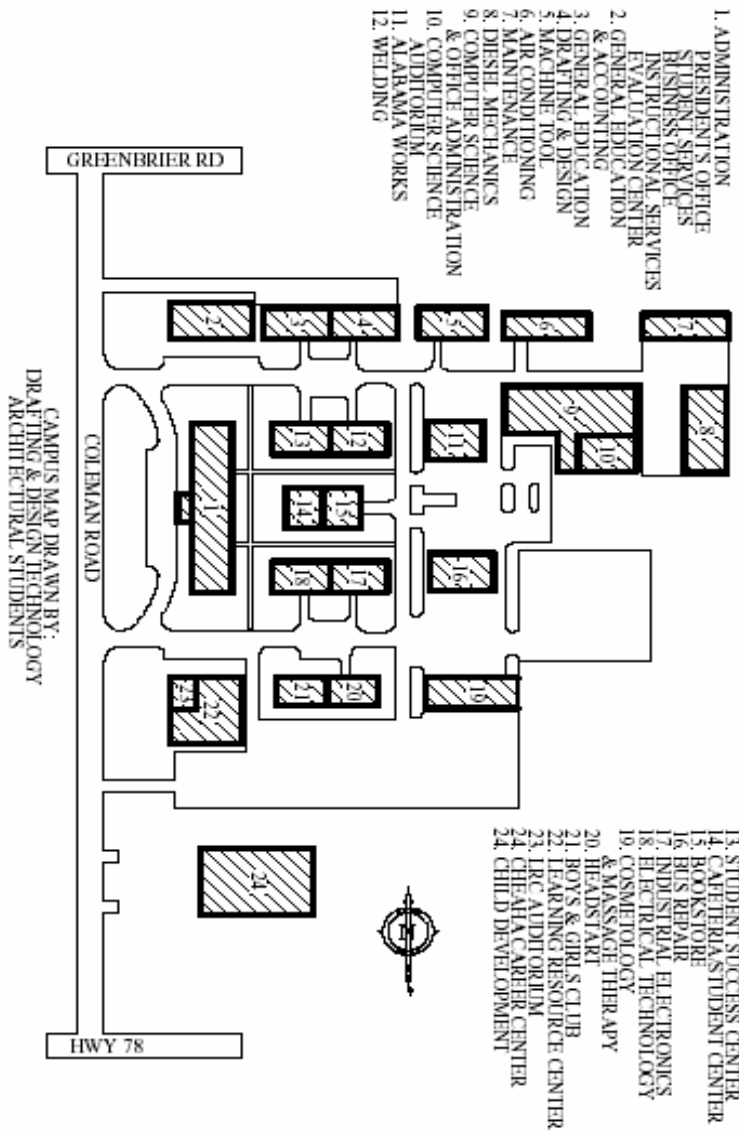 1. ADMINISTRATION
PRESIDENT'S OFFICE
STUDENT SERVICES
BUSINESS OFFICE
INSTRUCTIONAL SERVICES
EVALUATION CENTER
2. GENERAL EDUCATION
& ACCOUNTING
3. GENERAL EDUCATION
4. DRAFTING & DESIGN
5. MACHINE TOOL
6. AIR CONDITIONING
7. MAINTENANCE
8. DIESEL MECHANICS
9. COMPUTER SCIENCE
& OFFICE ADMINISTRATION
10. COMPUTER SCIENCE
AUDITORIUM
11. ALABAMA WORKS
12. WELDING
13. STUDENT SUCCESS CENTER
14. CAFETERIA/STUDENT CENTER
15. BOOKSTORE
16. BUS REPAIR
17. INDUSTRIAL ELECTRONICS
18. ELECTRICAL TECHNOLOGY
19. COSMETOLOGY
& MASSAGE THERAPY
20. HEADSTART
21. BOYS & GIRLS CLUB
22. LEARNING RESOURCE CENTER
23. LRC AUDITORIUM
24. CHEAHA CAREER CENTER
24. CHILD DEVELOPMENT
GREENBRIER RD
2
3
4
5
6
7
8
9
10
11
12
13
14
15
1
16
17
18
19
20
21
22
23
24
N
COLEMAN ROAD
HWY 78
CAMPUS MAP DRAWN BY:
DRAFTING & DESIGN TECHNOLOGY
ARCHITECTURAL STUDENTS